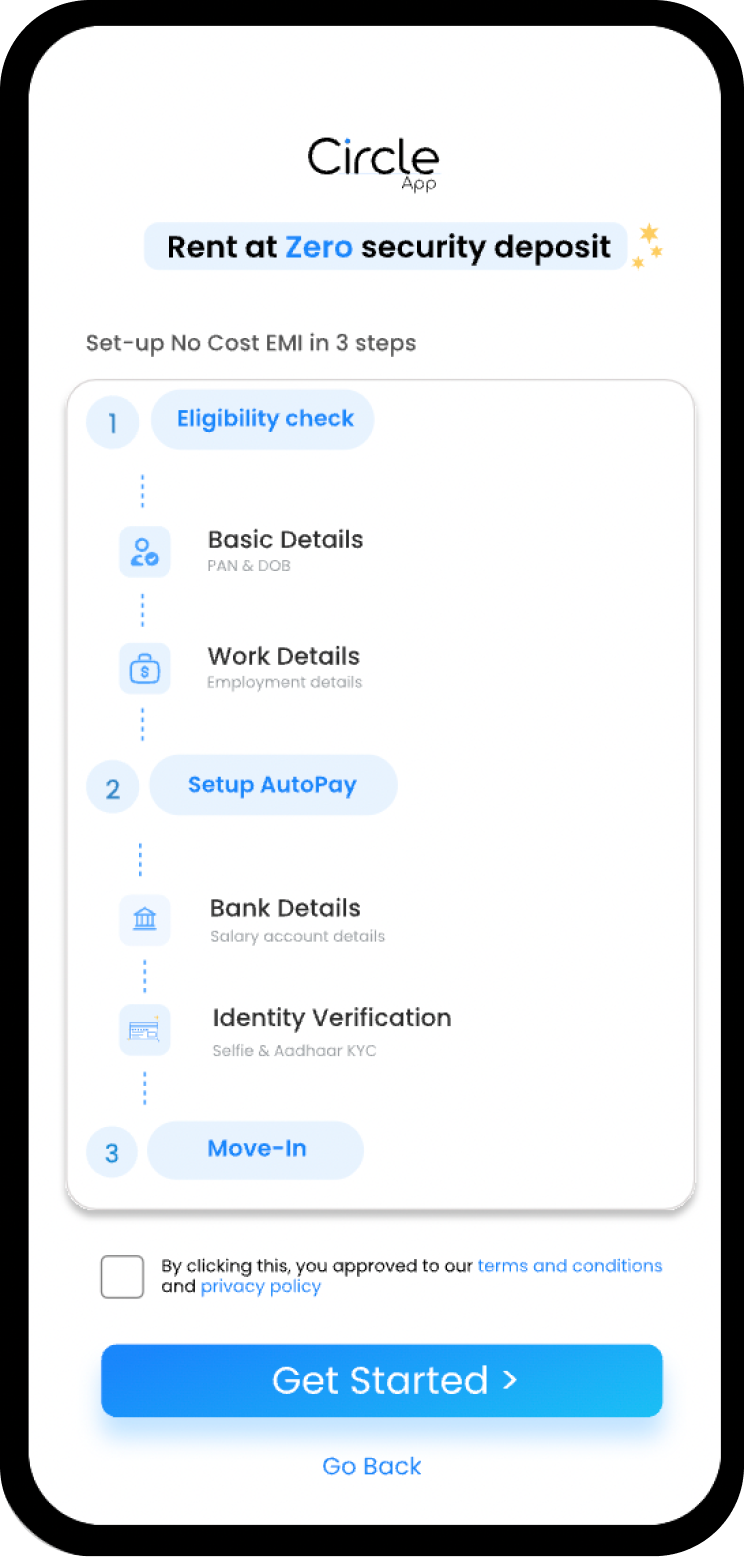 Circle
App
Rent at Zero security deposit
Set-up No Cost EMI in 3 steps
1 Eligibility check
Basic Details
PAN & DOB
$ Work Details
Employment details
2 Setup AutoPay
Bank Details
Salary account details
Identity Verification
Selfie & Aadhaar KYC
3 Move-In
By clicking this, you approved to our terms and conditions
and privacy policy
Get Started >
Go Back